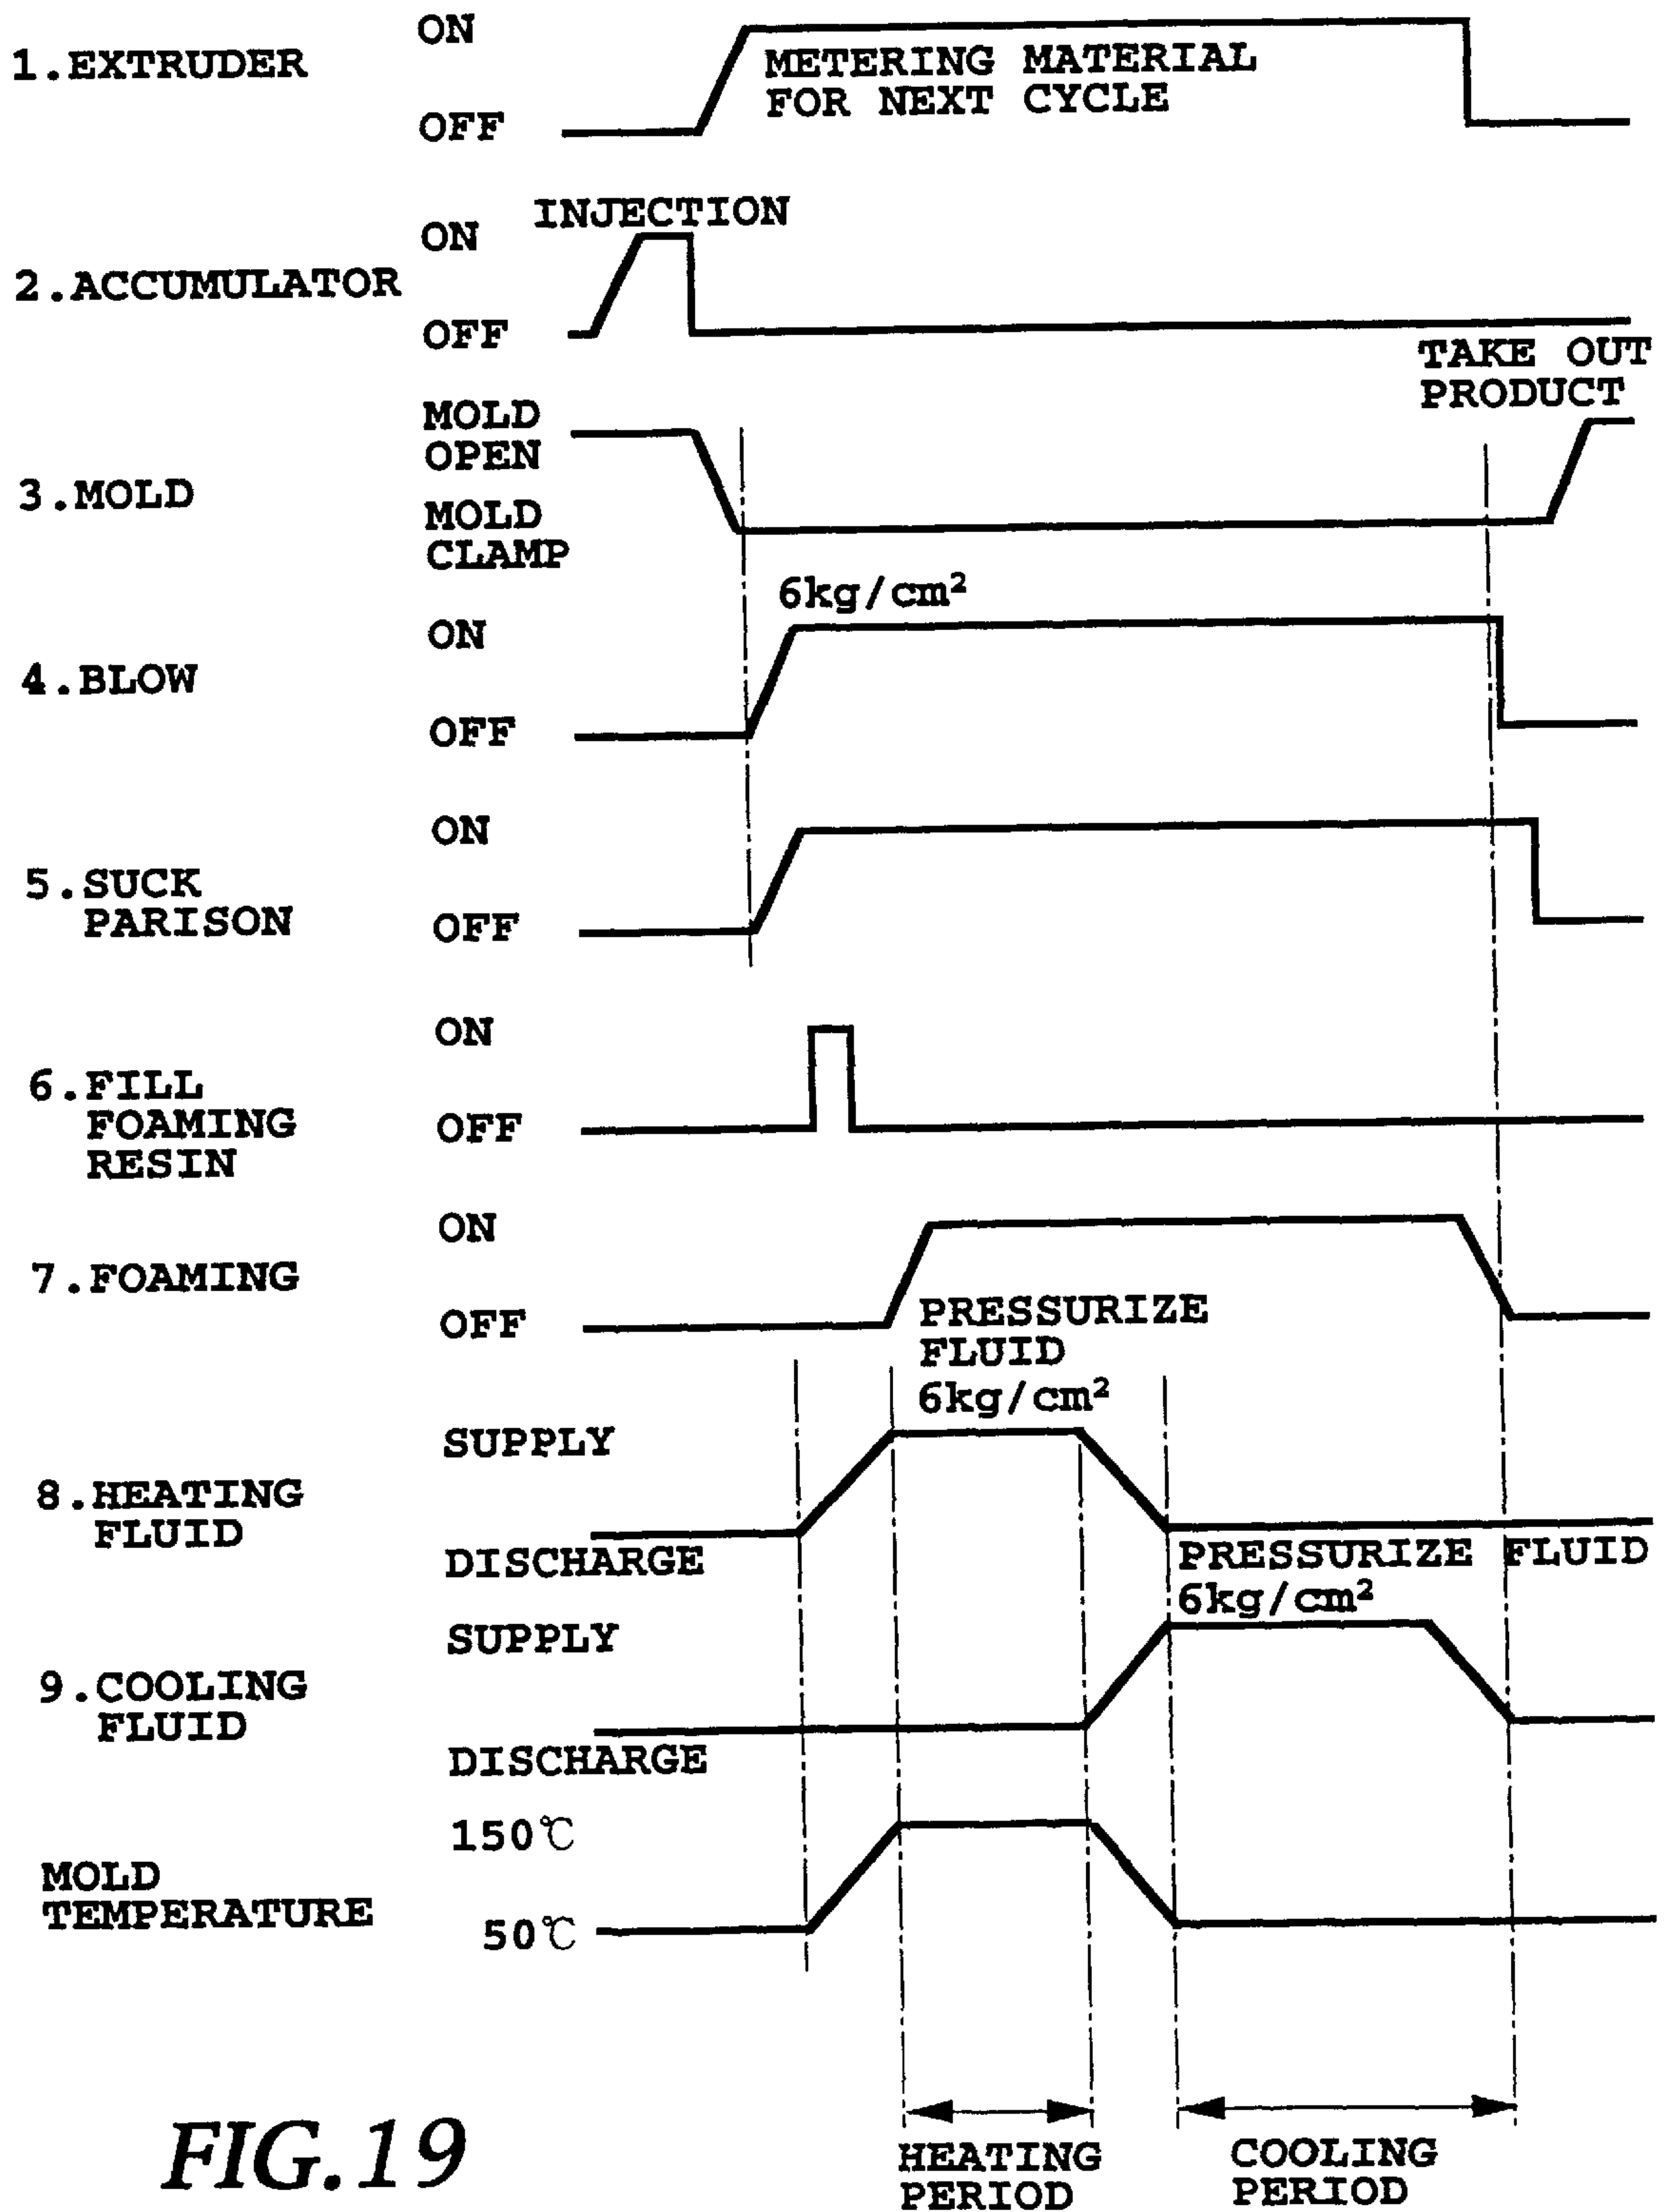 ON
1.EXTRUDER
METERING MATERIAL
FOR NEXT CYCLE
OFF
INJECTION
ON
2.ACCUMULATOR
OFF
TAKE OUT
PRODUCT
MOLD
OPEN
3.MOLD
MOLD
CLAMP
6kg/cm²
ON
4.BLOW
OFF
ON
5.SUCK
PARISON
OFF
ON
6.FILL
FOAMING
RESIN
OFF
ON
7.FOAMING
OFF
PRESSURIZE
FLUID
6kg/cm²
SUPPLY
8.HEATING
FLUID
DISCHARGE
PRESSURIZE FLUID
6kg/cm²
SUPPLY
9.COOLING
FLUID
DISCHARGE
150℃
MOLD
TEMPERATURE
50℃
HEATING
PERIOD
COOLING
PERIOD
FIG.19